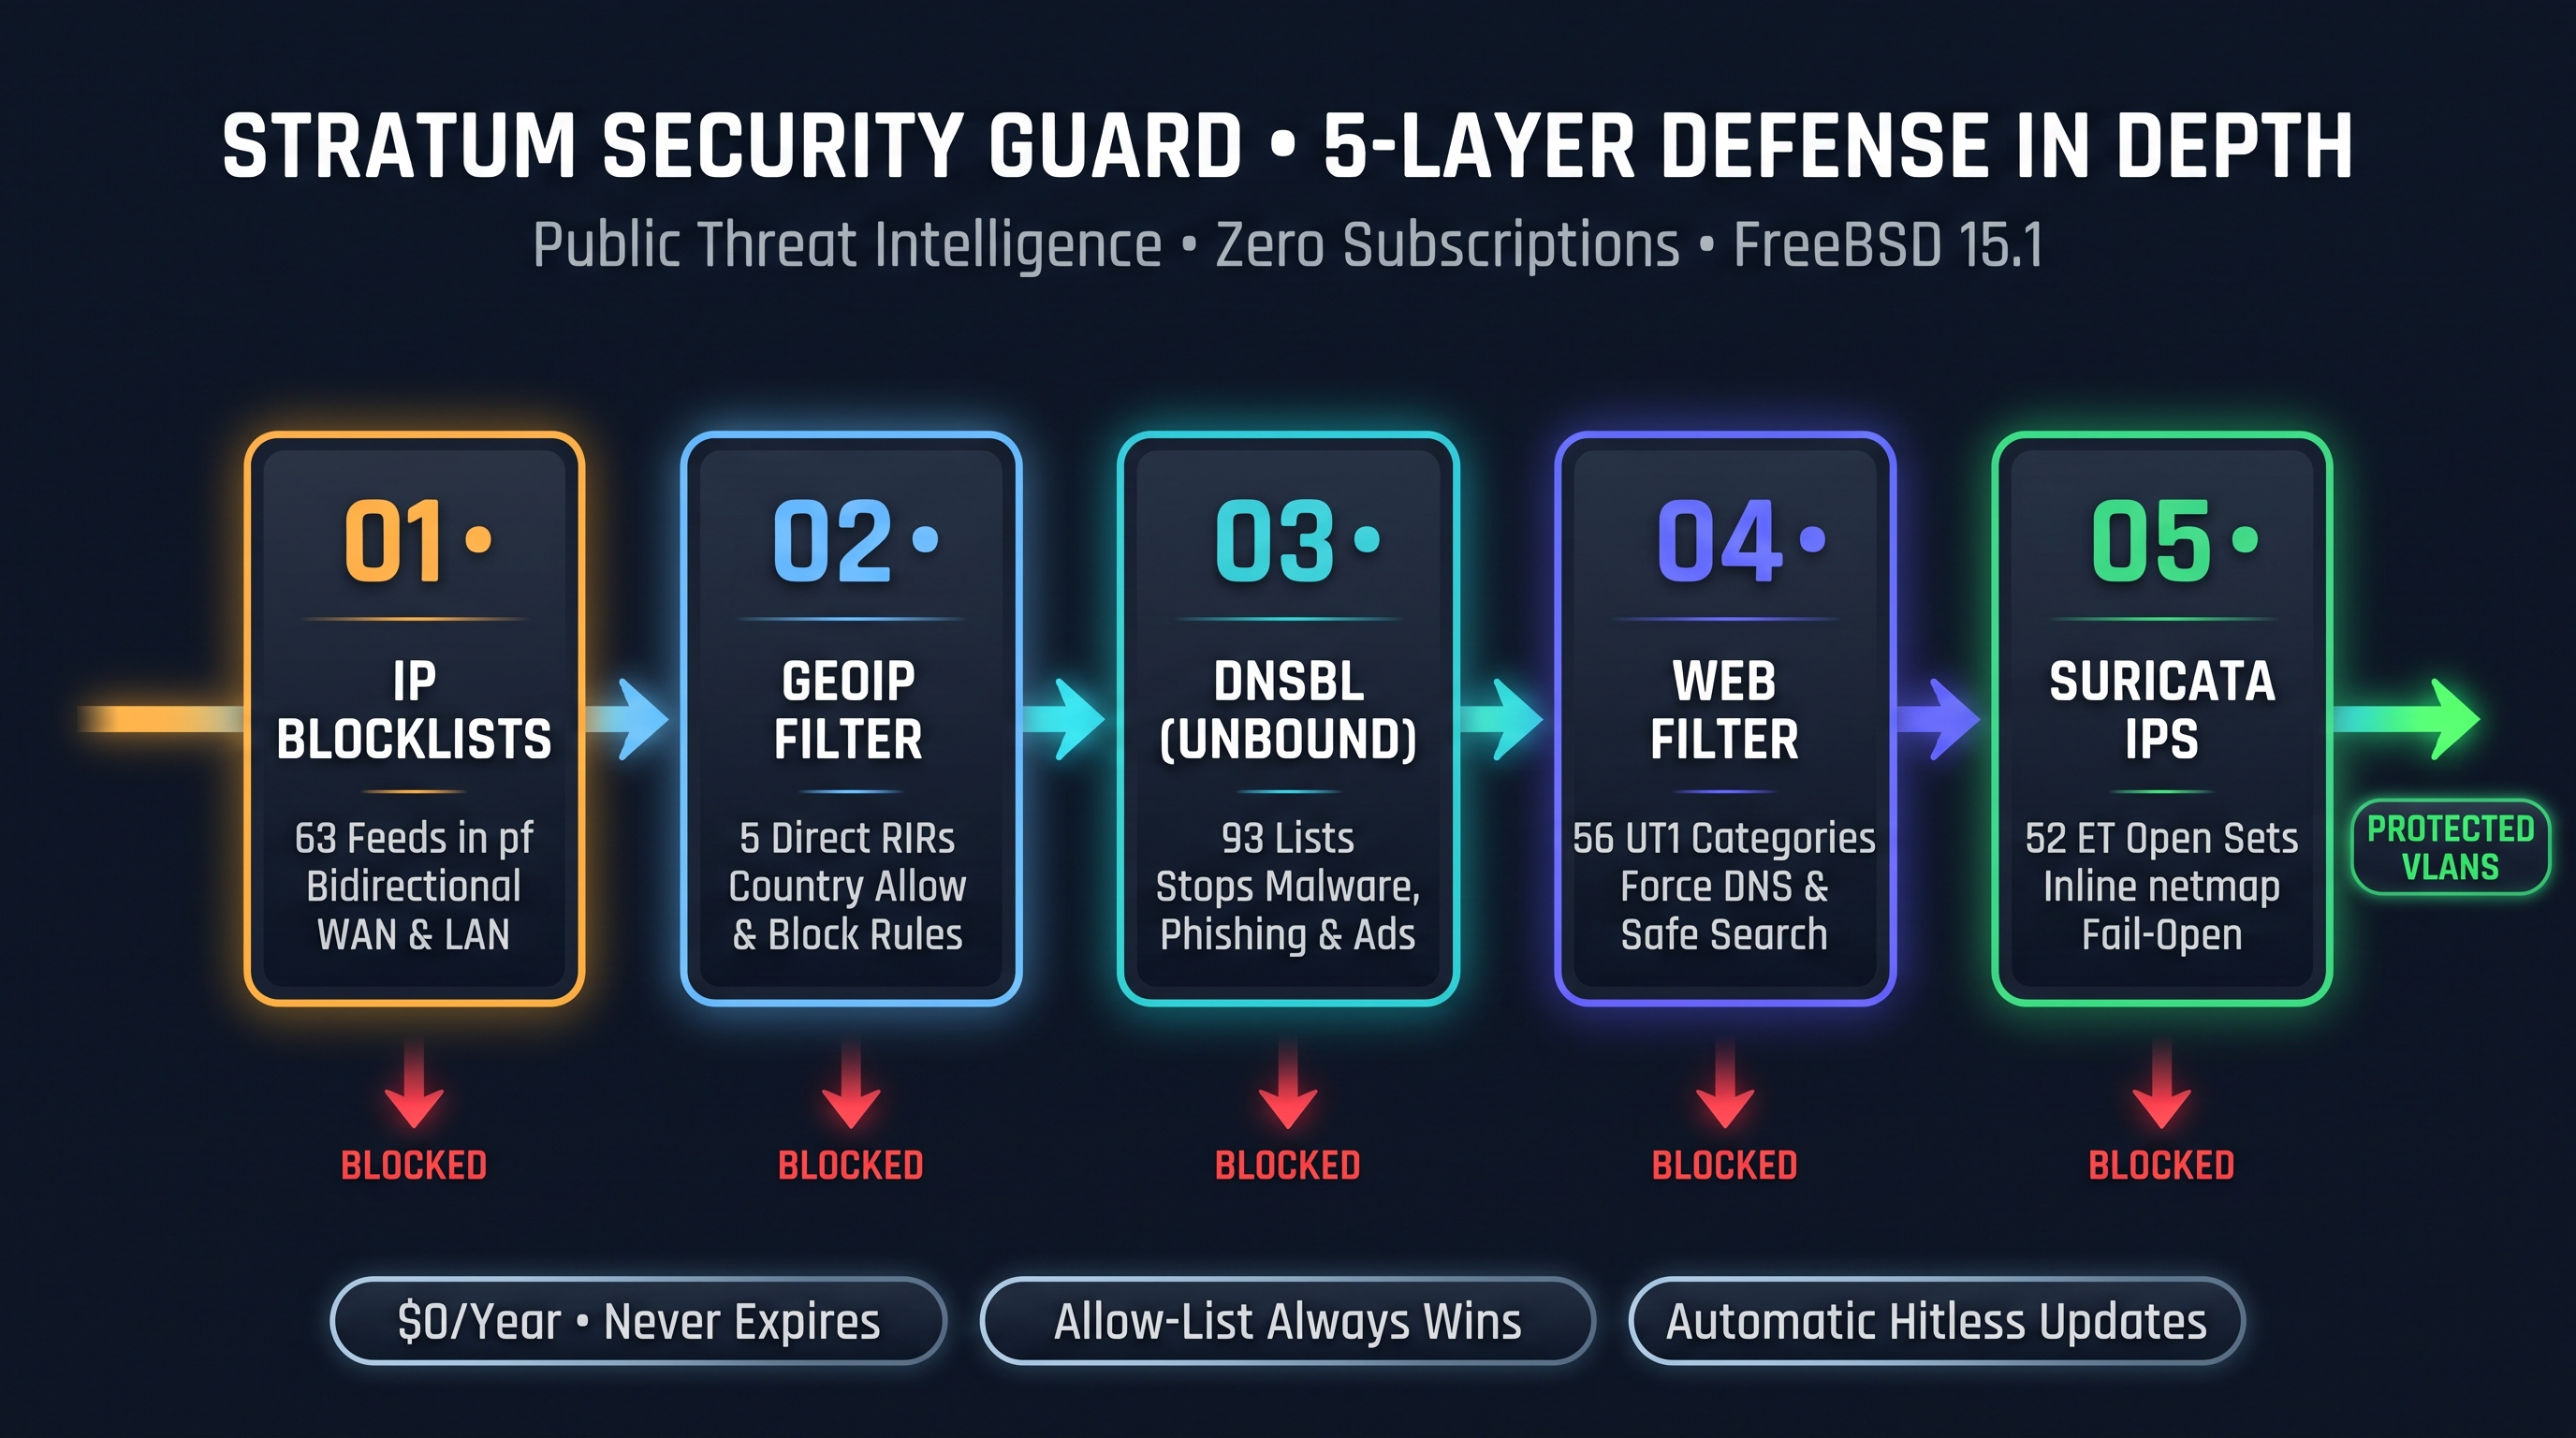 STRATUM SECURITY GUARD • 5-LAYER DEFENSE IN DEPTH
Public Threat Intelligence • Zero Subscriptions • FreeBSD 15.1
01 •
IP
BLOCKLISTS
63 Feeds in pf
Bidirectional
WAN & LAN
BLOCKED
02 •
GEOIP
FILTER
5 Direct RIRs
Country Allow
& Block Rules
BLOCKED
03 •
DNSBL
(UNBOUND)
93 Lists
Stops Malware,
Phishing & Ads
BLOCKED
04 •
WEB
FILTER
56 UT1 Categories
Force DNS &
Safe Search
BLOCKED
05 •
SURICATA
IPS
52 ET Open Sets
Inline netmap
Fail-Open
BLOCKED
PROTECTED
VLANS
$0/Year • Never Expires
Allow-List Always Wins
Automatic Hitless Updates